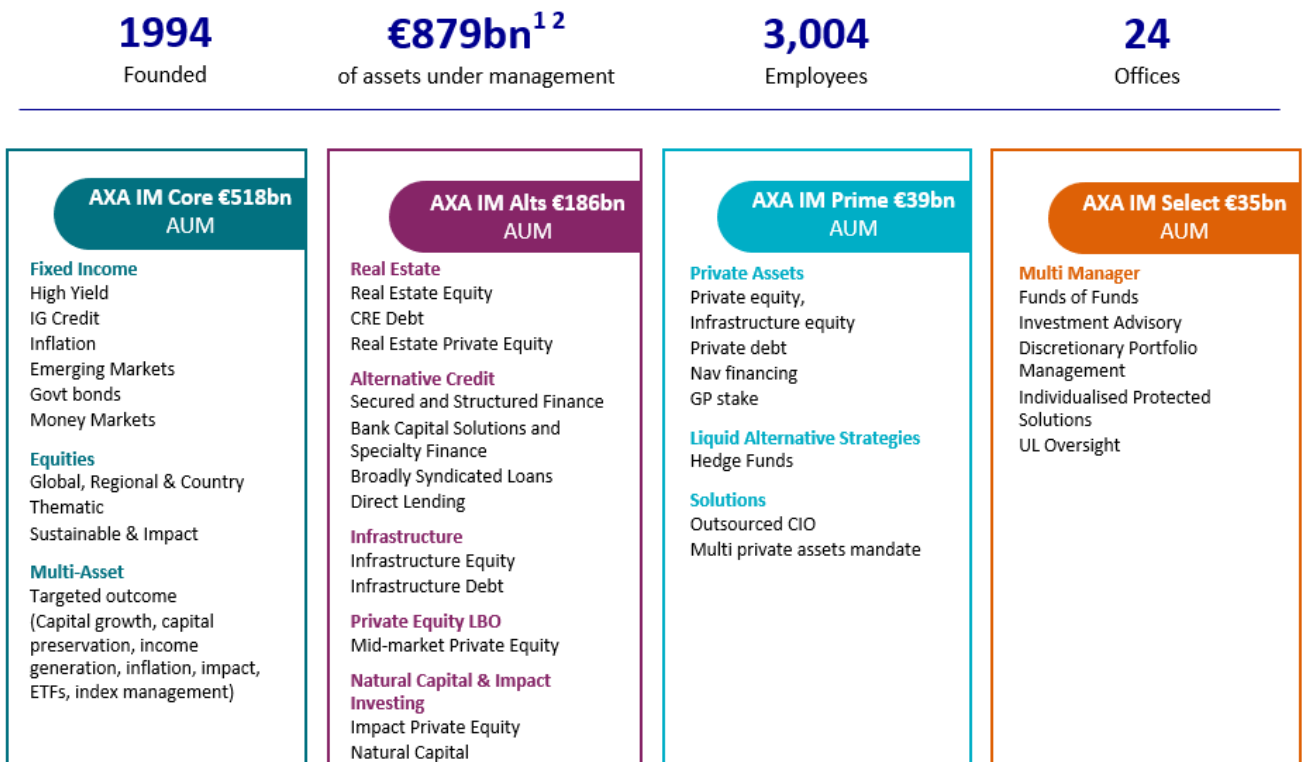 1994
Founded
€879bn¹ ²
of assets under management
3,004
Employees
24
Offices
AXA IM Core €518bn
AUM
Fixed Income
High Yield
IG Credit
Inflation
Emerging Markets
Govt bonds
Money Markets
Equities
Global, Regional & Country
Thematic
Sustainable & Impact
Multi-Asset
Targeted outcome
(Capital growth, capital
preservation, income
generation, inflation, impact,
ETFs, index management)
AXA IM Alts €186bn
AUM
Real Estate
Real Estate Equity
CRE Debt
Real Estate Private Equity
Alternative Credit
Secured and Structured Finance
Bank Capital Solutions and
Specialty Finance
Broadly Syndicated Loans
Direct Lending
Infrastructure
Infrastructure Equity
Infrastructure Debt
Private Equity LBO
Mid-market Private Equity
Natural Capital & Impact
Investing
Impact Private Equity
Natural Capital
AXA IM Prime €39bn
AUM
Private Assets
Private equity,
Infrastructure equity
Private debt
Nav financing
GP stake
Liquid Alternative Strategies
Hedge Funds
Solutions
Outsourced CIO
Multi private assets mandate
AXA IM Select €35bn
AUM
Multi Manager
Funds of Funds
Investment Advisory
Discretionary Portfolio
Management
Individualised Protected
Solutions
UL Oversight